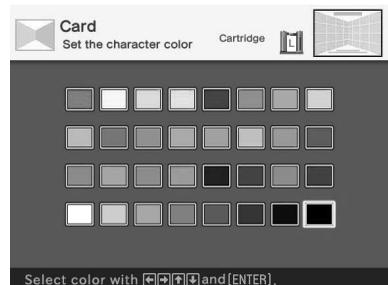 Card
Set the character color
Cartridge
L
Select color with [←][→][↑][↓] and [ENTER].